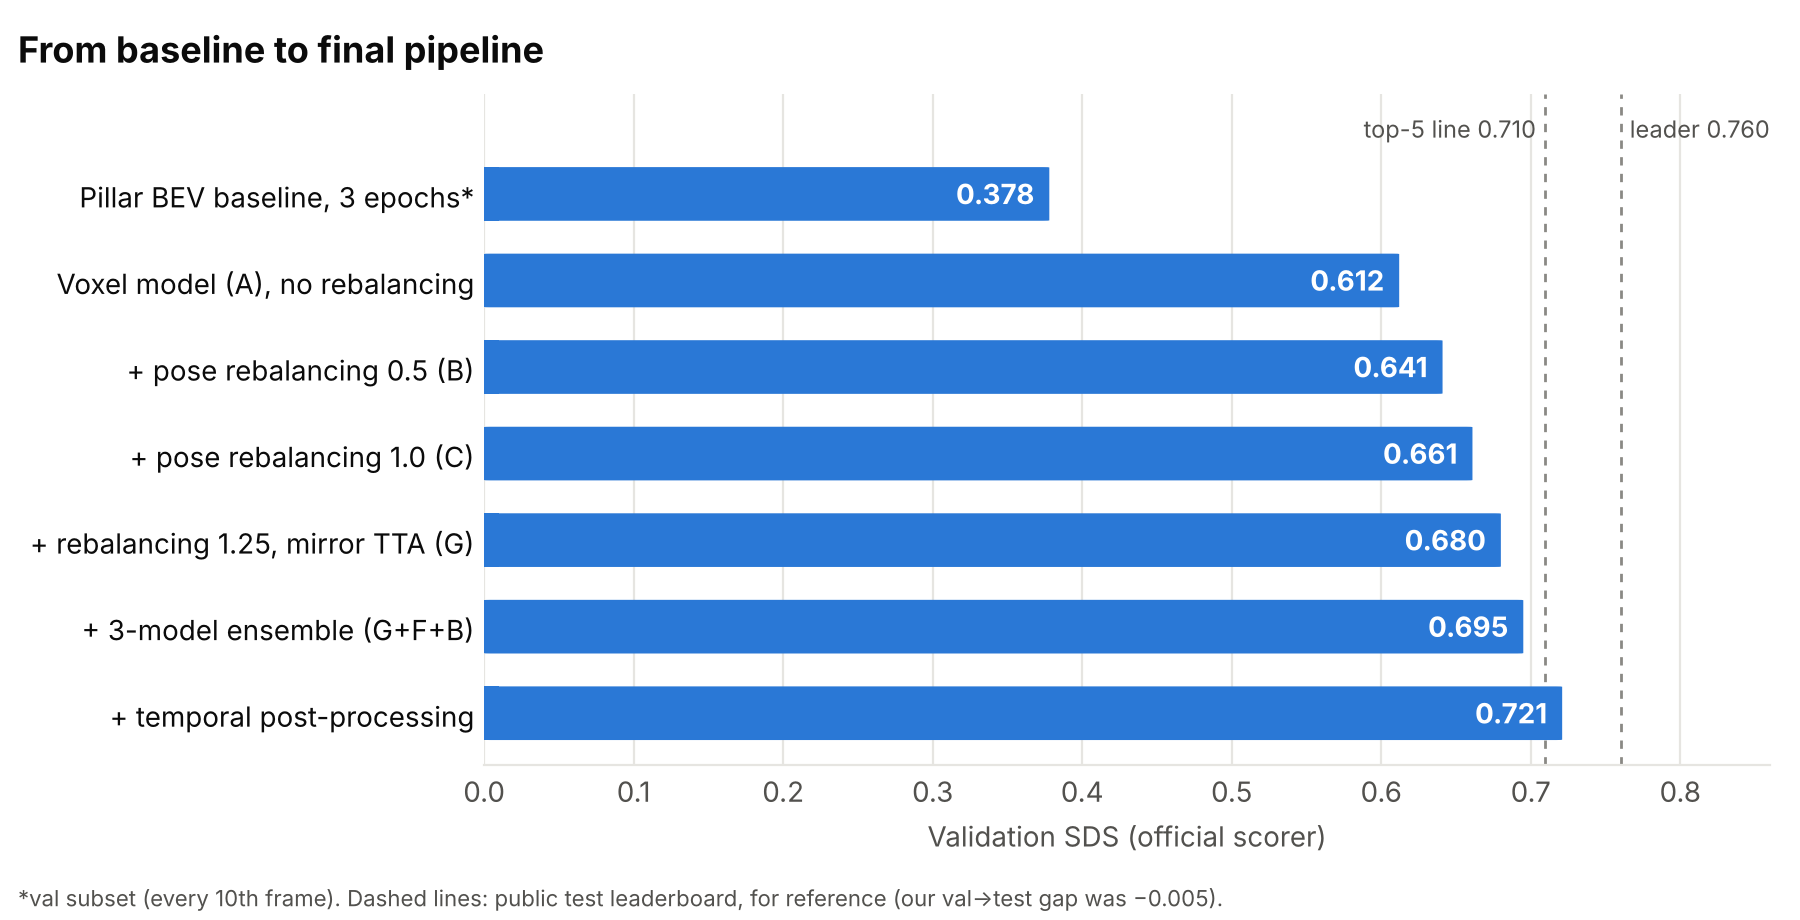 From baseline to final pipeline
top-5 line 0.710
leader 0.760
Pillar BEV baseline, 3 epochs*
0.378
Voxel model (A), no rebalancing
0.612
+ pose rebalancing 0.5 (B)
0.641
+ pose rebalancing 1.0 (C)
0.661
+ rebalancing 1.25, mirror TTA (G)
0.680
+ 3-model ensemble (G+F+B)
0.695
+ temporal post-processing
0.721
0.0 0.1 0.2 0.3 0.4 0.5 0.6 0.7 0.8
Validation SDS (official scorer)
*val subset (every 10th frame). Dashed lines: public test leaderboard, for reference (our val→test gap was −0.005).